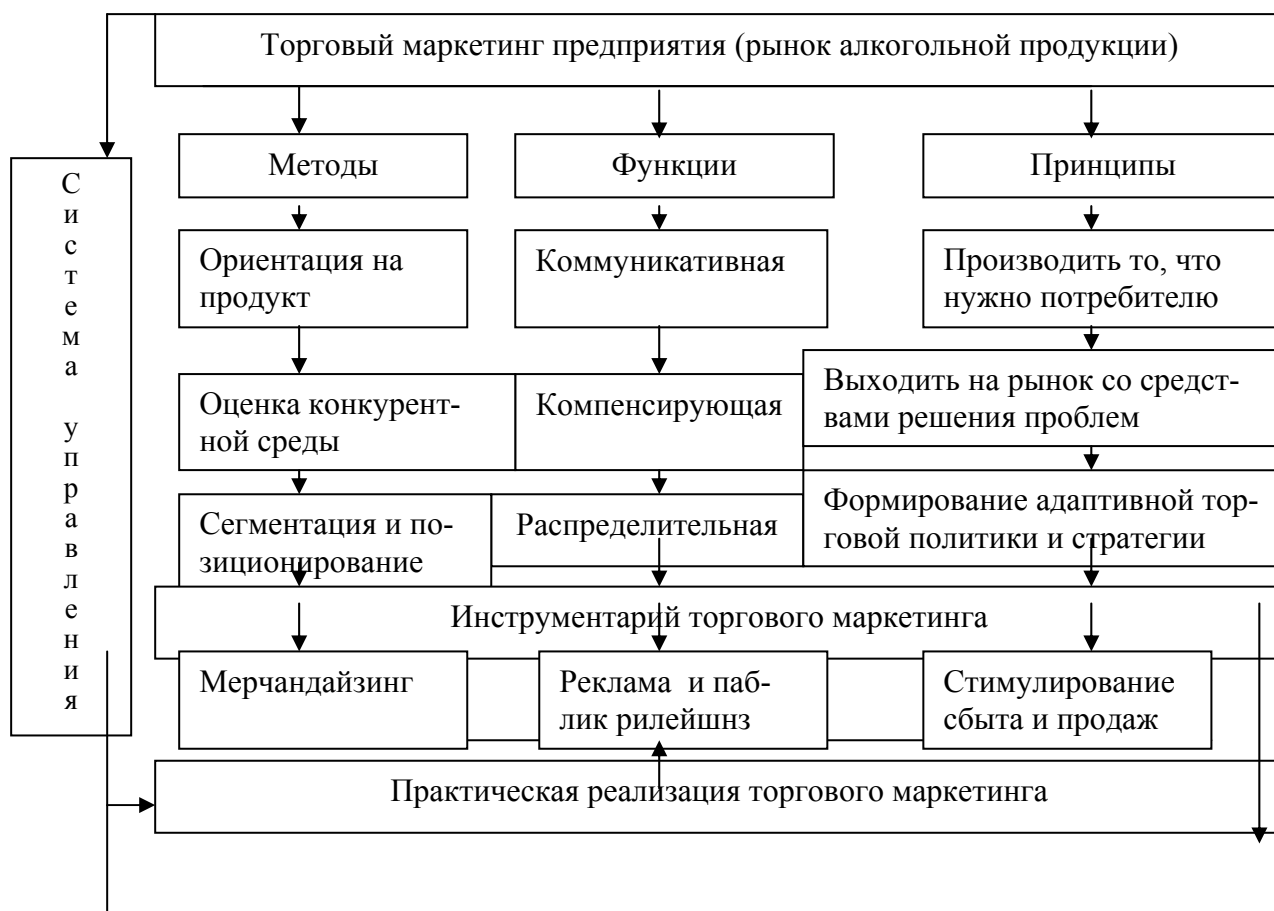 Торговый маркетинг предприятия (рынок алкогольной продукции)
Система управления
Методы
Функции
Принципы
Ориентация на
продукт
Коммуникативная
Производить то, что
нужно потребителю
Оценка конкурент-
ной среды
Компенсирующая
Выходить на рынок со средст-
вами решения проблем
Сегментация и по-
зиционирование
Распределительная
Формирование адаптивной тор-
говой политики и стратегии
Инструментарий торгового маркетинга
Мерчандайзинг
Реклама и паб-
лик рилейшнз
Стимулирование
сбыта и продаж
Практическая реализация торгового маркетинга